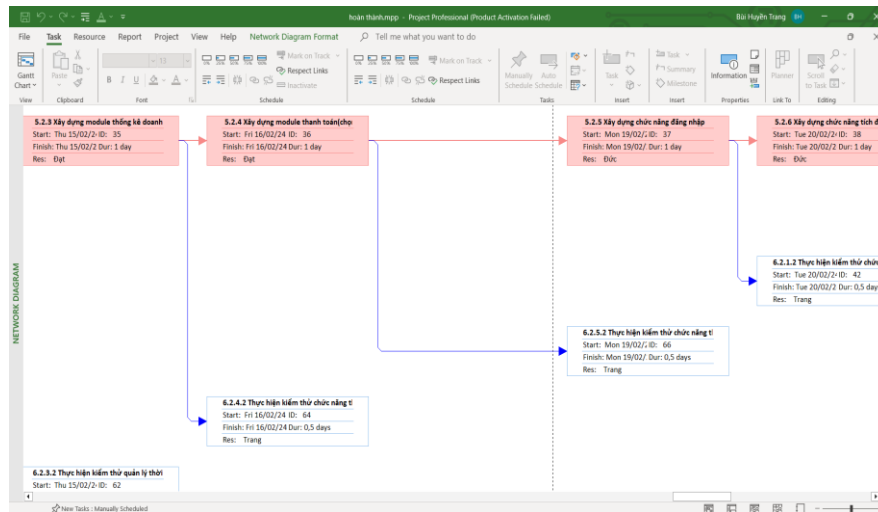 hoàn thành.mpp - Project Professional (Product Activation Failed)
Bùi Huyền Trang BH
File Task Resource Report Project View Help Network Diagram Format Tell me what you want to do
Gantt Chart
Paste
13
B I U A
Mark on Track
Respect Links
Inactivate
Mark on Track
Respect Links
Manually Schedule
Auto Schedule
Task
Task
Summary
Milestone
Information
Planner
Scroll to Task
View Clipboard Font Schedule Schedule Tasks Insert Insert Properties Link To Editing
5.2.3 Xây dựng module thống kê doanh
Start: Thu 15/02/2 ID: 35
Finish: Thu 15/02/2 Dur: 1 day
Res: Đạt
5.2.4 Xây dựng module thanh toán(chọ
Start: Fri 16/02/24 ID: 36
Finish: Fri 16/02/24 Dur: 1 day
Res: Đạt
5.2.5 Xây dựng chức năng đăng nhập
Start: Mon 19/02/ ID: 37
Finish: Mon 19/02/ Dur: 1 day
Res: Đức
5.2.6 Xây dựng chức năng tích đ
Start: Tue 20/02/2 ID: 38
Finish: Tue 20/02/2 Dur: 1 day
Res: Đức
6.2.1.2 Thực hiện kiểm thử chức
Start: Tue 20/02/2 ID: 42
Finish: Tue 20/02/2 Dur: 0,5 day
Res: Trang
6.2.5.2 Thực hiện kiểm thử chức năng t
Start: Mon 19/02/ ID: 66
Finish: Mon 19/02/ Dur: 0,5 days
Res: Trang
6.2.4.2 Thực hiện kiểm thử chức năng t
Start: Fri 16/02/24 ID: 64
Finish: Fri 16/02/24 Dur: 0,5 days
Res: Trang
6.2.3.2 Thực hiện kiểm thử quản lý thời
Start: Thu 15/02/2 ID: 62
NETWORK DIAGRAM
New Tasks : Manually Scheduled